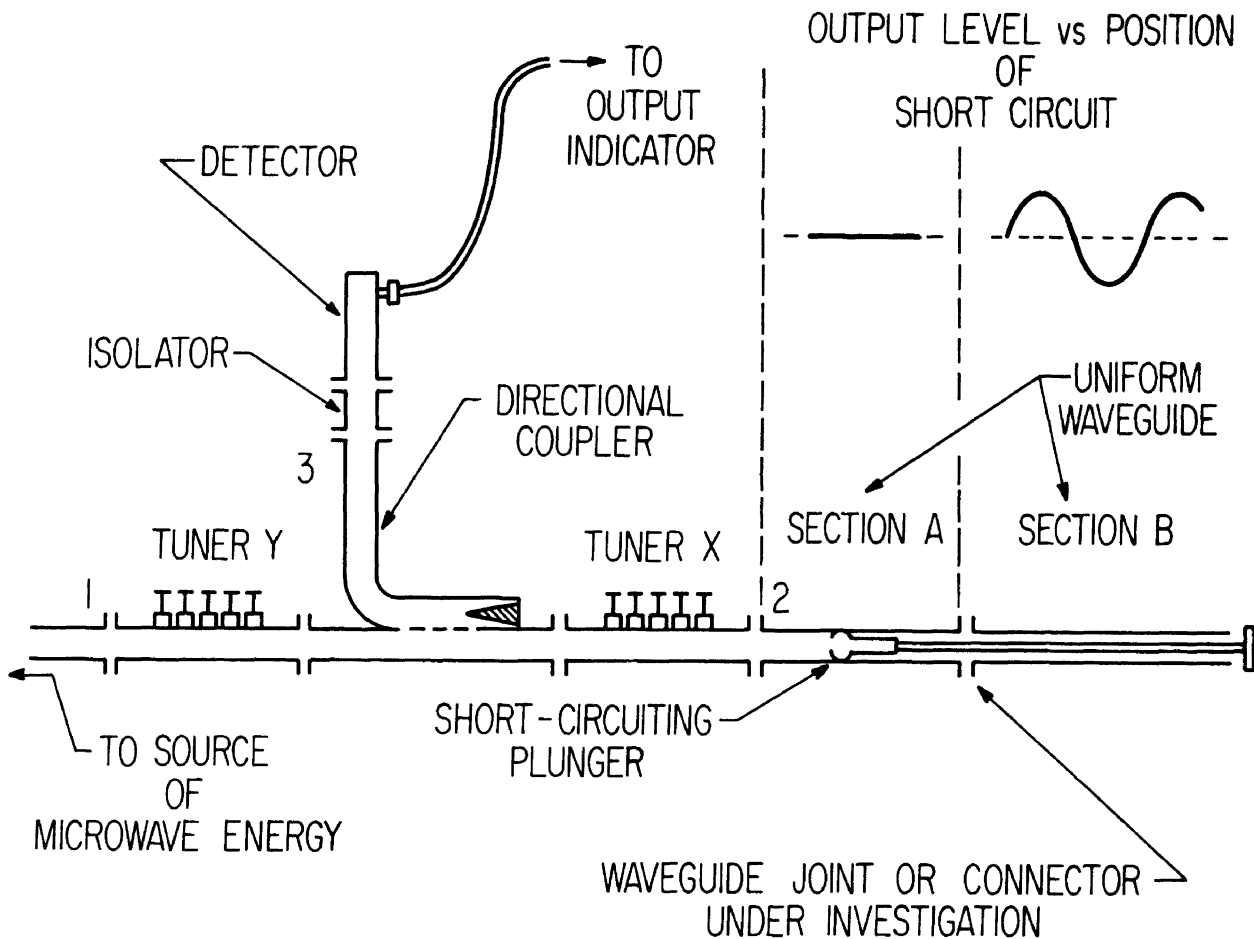 OUTPUT LEVEL vs POSITION
OF
SHORT CIRCUIT
TO
OUTPUT
INDICATOR
DETECTOR
ISOLATOR
DIRECTIONAL
COUPLER
UNIFORM
WAVEGUIDE
3
SECTION A
SECTION B
TUNER Y
TUNER X
1
2
SHORT-CIRCUITING
PLUNGER
TO SOURCE
OF
MICROWAVE ENERGY
WAVEGUIDE JOINT OR CONNECTOR
UNDER INVESTIGATION